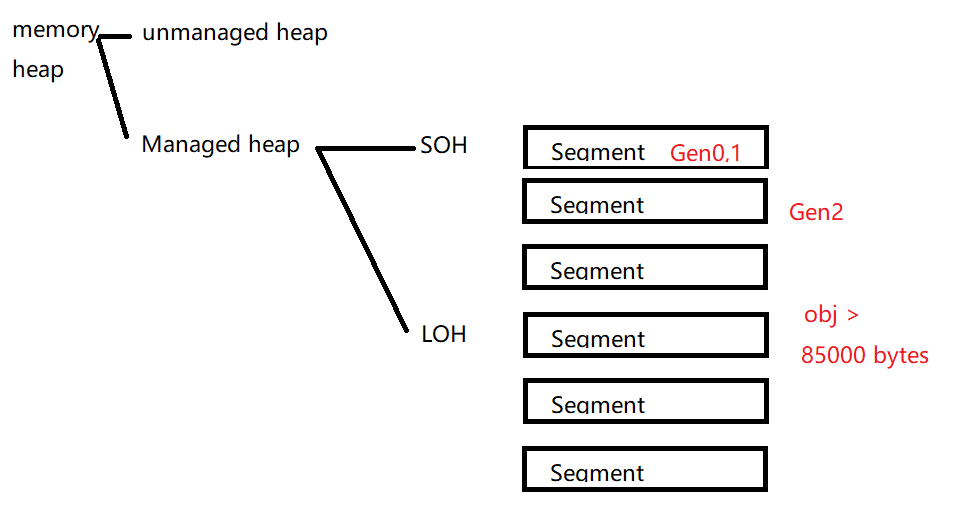 memory
heap
unmanaged heap
Managed heap
SOH
LOH
Segment Gen0,1
Segment
Gen2
Segment
Segment
obj >
85000 bytes
Segment
Segment